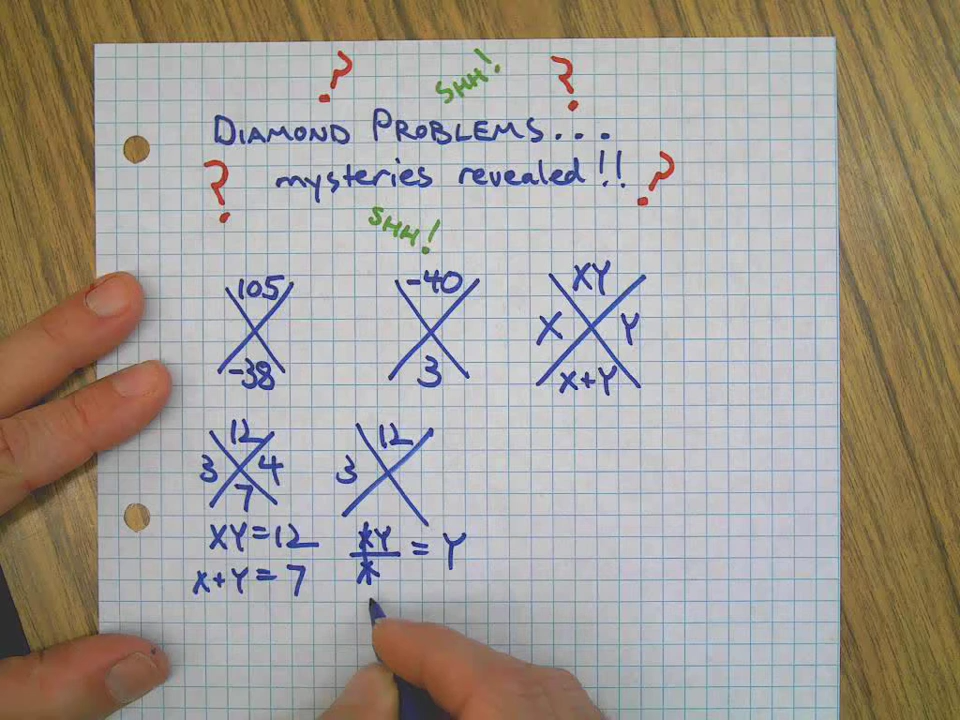 ? SHH! ?
DIAMOND PROBLEMS...
? mysteries revealed!! ?
SHH!
105
-38
-40
3
XY
X Y
X+Y
12
3 4
7
12
3
XY=12
X+Y=7
XY
X
= Y